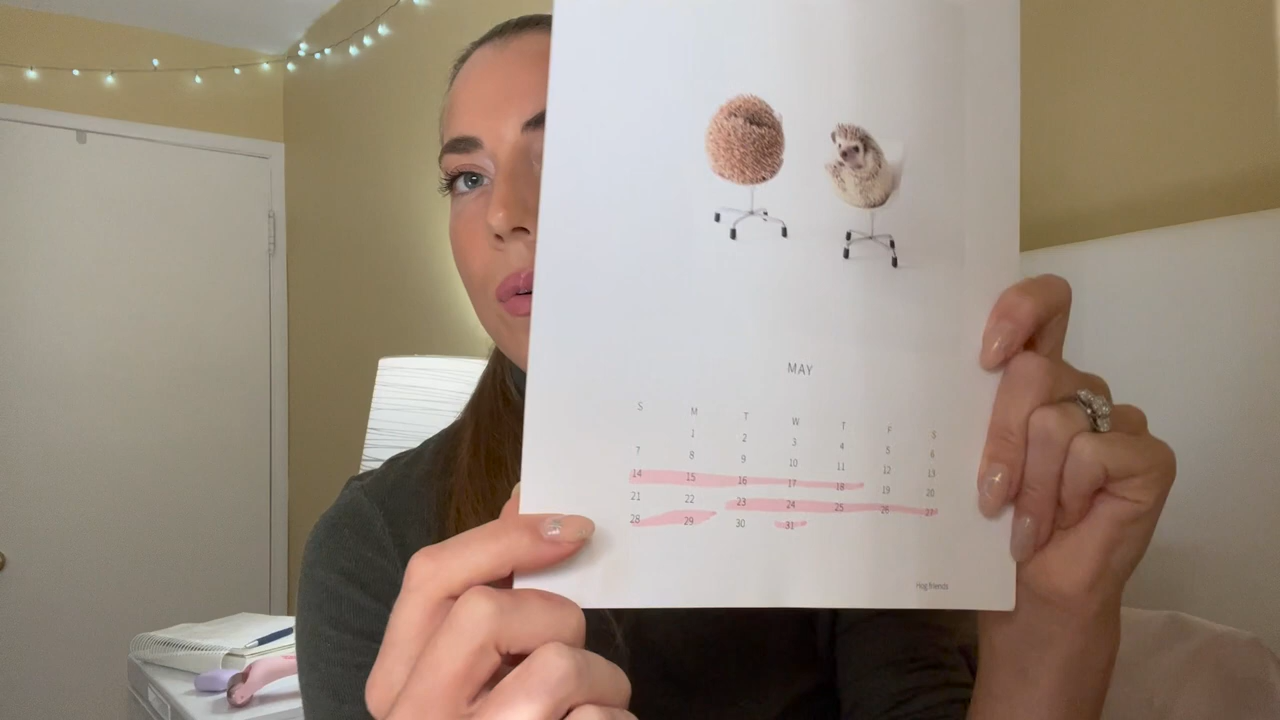 MAY
S M T W T F S
1 2 3 4 5 6
7 8 9 10 11 12 13
14 15 16 17 18 19 20
21 22 23 24 25 26 27
28 29 30 31
Hog friends